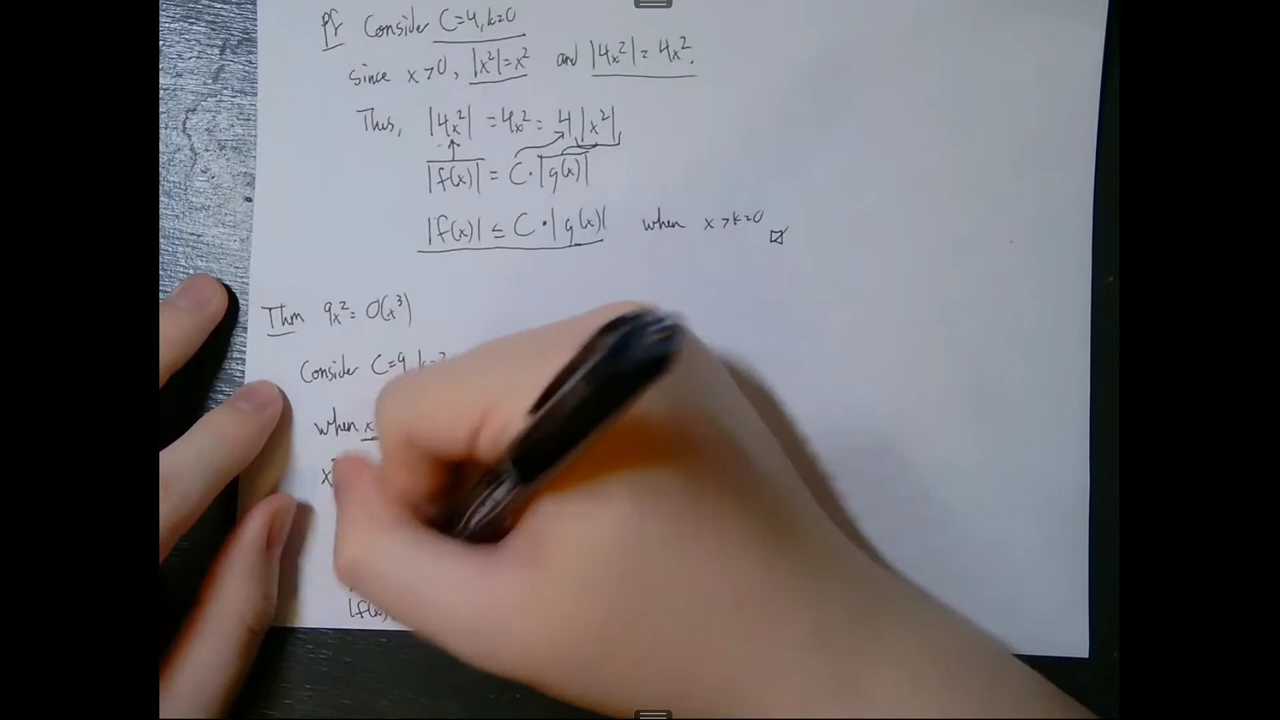 Pf Consider C=4, k=0
since x>0, |x²|=x² and |4x²|=4x².
Thus, |4x²| = 4x² = 4|x²|
|f(x)| = C·|g(x)|
|f(x)| ≤ C·|g(x)| when x>k=0
Thm 9x² = O(x³)
Consider C=9,
when x
|f(x)